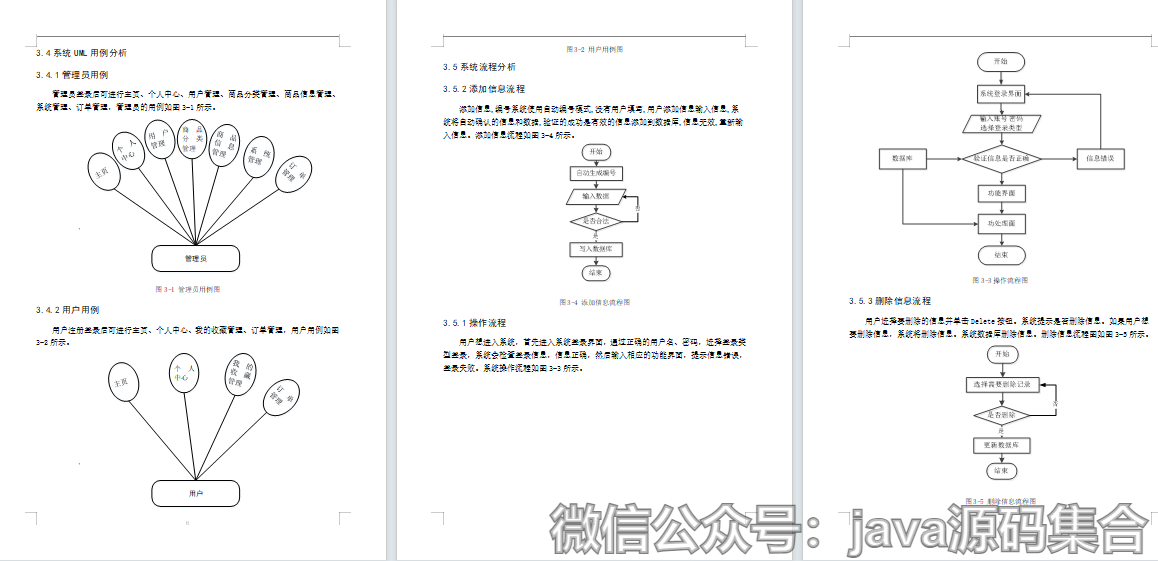 3.4 系统 UML 用例分析
3.4.1 管理员用例
管理员登录后可进行主页、个人中心、用户管理、商品分类管理、商品信息管理、
系统管理、订单管理，管理员的用例如图 3-1 所示。
主页
个人
中心
用户
管理
商品
分类
管理
商品
信息
管理
系统
管理
订单
管理
管理员
图 3-1 管理员用例图
3.4.2 用户用例
用户注册登录后可进行主页、个人中心、我的收藏管理、订单管理，用户用例如图
3-2 所示。
主页
个人
中心
我的
收藏
管理
订单
管理
用户
图 3-2 用户用例图
3.5 系统流程分析
3.5.2 添加信息流程
添加信息,编号系统使用自动编号模式,没有用户填写,用户添加信息输入信息,系
统将自动确认的信息和数据,验证的成功是有效的信息添加到数据库,信息无效,重新输
入信息。添加信息流程如图 3-4 所示。
开始
自动生成编号
输入数据
否
是否合法
是
写入数据库
结束
图 3-4 添加信息流程图
3.5.1 操作流程
用户想进入系统，首先进入系统登录界面，通过正确的用户名、密码，选择登录类
型登录，系统会检查登录信息，信息正确，然后输入相应的功能界面，提示信息错误，
登录失败。系统操作流程如图 3-3 所示。
开始
系统登录界面
输入账号 密码
选择登录类型
数据库
验证信息是否正确
信息错误
功能界面
功处理面
结束
图 3-3 操作流程图
3.5.3 删除信息流程
用户选择要删除的信息并单击 Delete 按钮。系统提示是否删除信息。如果用户想
要删除信息，系统将删除信息。系统数据库删除信息。删除信息流程图如图 3-5 所示。
开始
选择需要删除记录
否
是否删除
是
更新数据库
结束
图 3-5 删除信息流程图
微信公众号：java源码集合